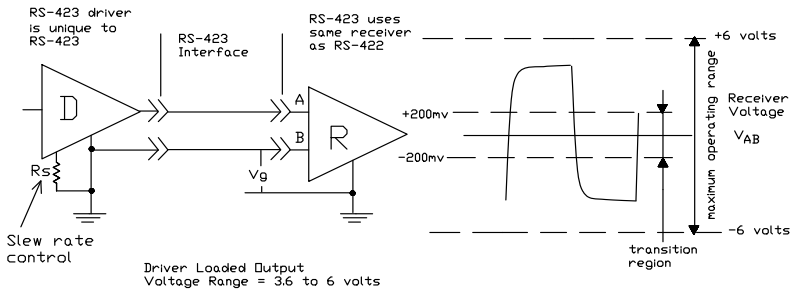 RS-423 driver
is unique to
RS-423
RS-423
Interface
RS-423 uses
same receiver
as RS-422
D
A
B
R
Rs
Vg
Slew rate
control
Driver Loaded Output
Voltage Range = 3.6 to 6 volts
+6 volts
+200mv
-200mv
-6 volts
maximum operating range
Receiver
Voltage
VAB
transition
region